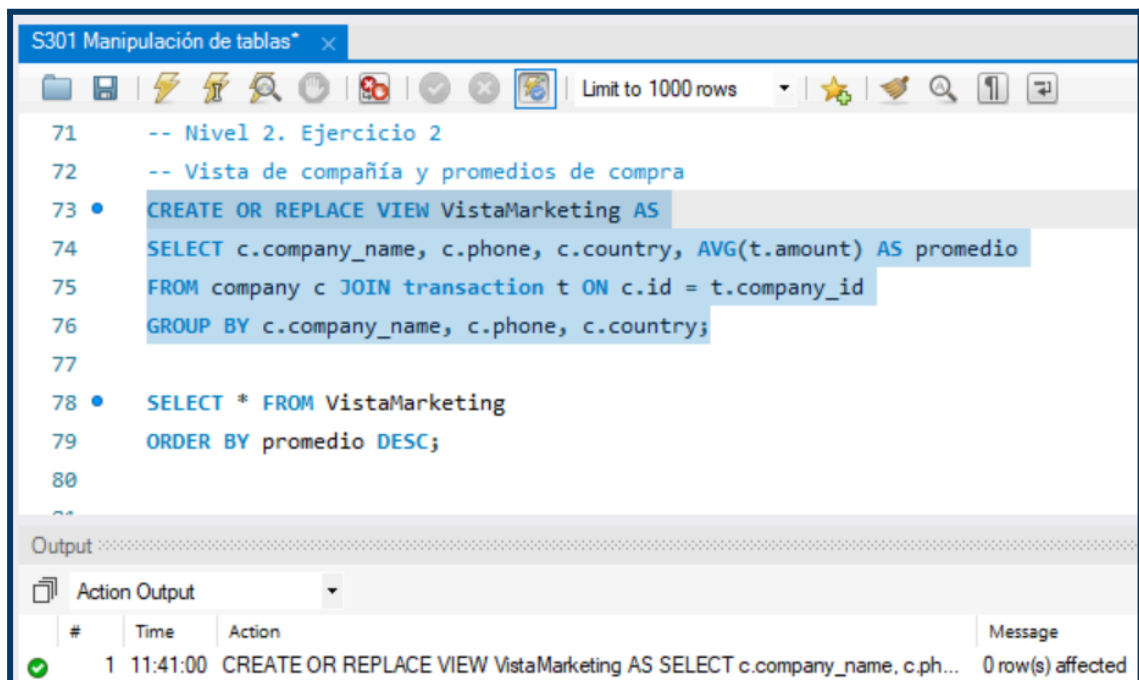 S301 Manipulación de tablas*
Limit to 1000 rows
71 -- Nivel 2. Ejercicio 2
72 -- Vista de compañía y promedios de compra
73 CREATE OR REPLACE VIEW VistaMarketing AS
74 SELECT c.company_name, c.phone, c.country, AVG(t.amount) AS promedio
75 FROM company c JOIN transaction t ON c.id = t.company_id
76 GROUP BY c.company_name, c.phone, c.country;
77
78 SELECT * FROM VistaMarketing
79 ORDER BY promedio DESC;
80
Output
Action Output
# Time Action Message
1 11:41:00 CREATE OR REPLACE VIEW VistaMarketing AS SELECT c.company_name, c.ph... 0 row(s) affected